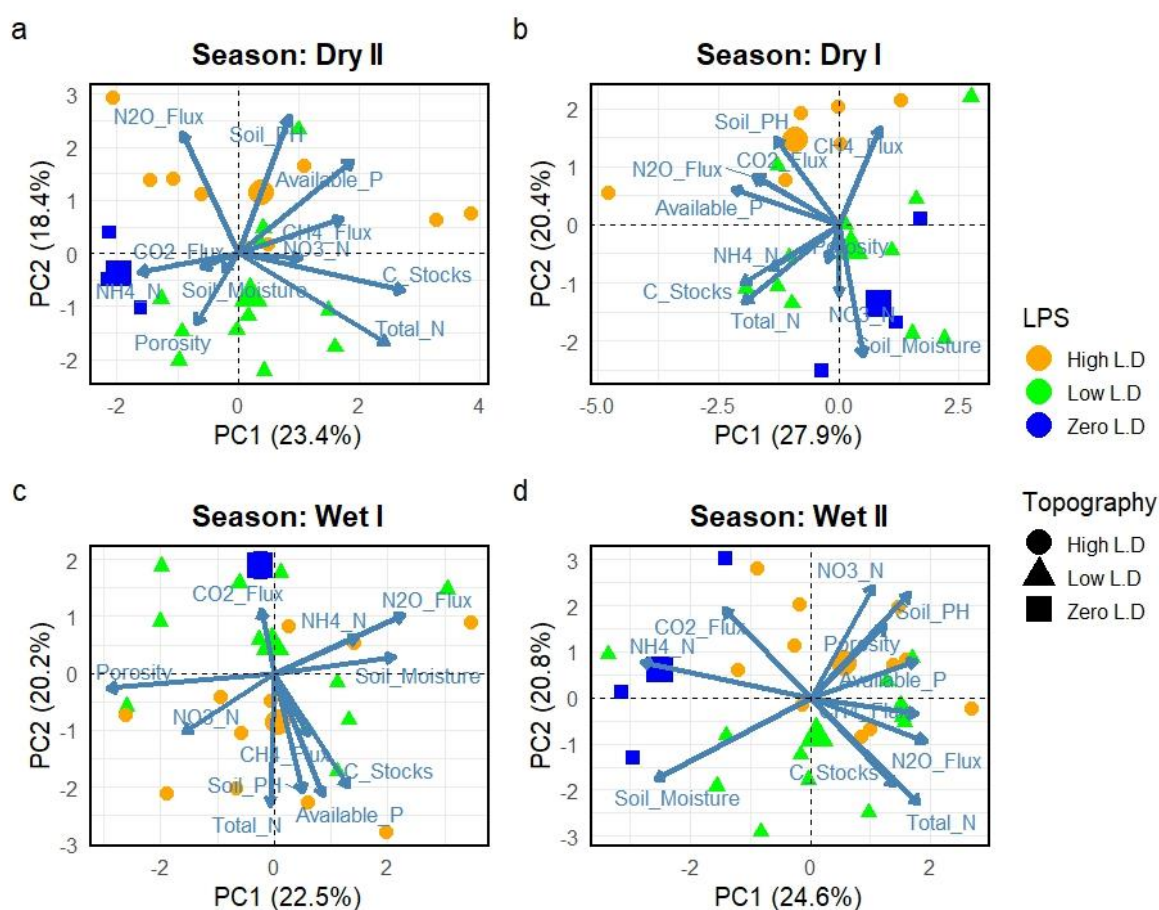 a
Season: Dry II
3
2
1
0
-1
-2
PC2 (18.4%)
N2O_Flux
Soil_PH
Available_P
CH4_Flux
CO2_Flux
NO3_N
NH4_N
Soil_Moisture
C_Stocks
Porosity
Total_N
-2
0
2
4
PC1 (23.4%)
b
Season: Dry I
2
1
0
-1
-2
PC2 (20.4%)
Soil_PH
CH4_Flux
N2O_Flux
CO2_Flux
Available_P
NH4_N
Porosity
C_Stocks
Total_N
NO3_N
Soil_Moisture
-5.0
-2.5
0.0
2.5
PC1 (27.9%)
LPS
High L.D
Low L.D
Zero L.D
c
Season: Wet I
2
1
0
-1
-2
-3
PC2 (20.2%)
CO2_Flux
NH4_N
N2O_Flux
Porosity
Soil_Moisture
NO3_N
CH4_Flux
C_Stocks
Soil_PH
Total_N
Available_P
-2
0
2
PC1 (22.5%)
d
Season: Wet II
3
2
1
0
-1
-2
-3
PC2 (20.8%)
NO3_N
Soil_PH
CO2_Flux
NH4_N
Porosity
Available_P
CH4_Flux
C_Stocks
N2O_Flux
Soil_Moisture
Total_N
-2
0
2
PC1 (24.6%)
Topography
High L.D
Low L.D
Zero L.D